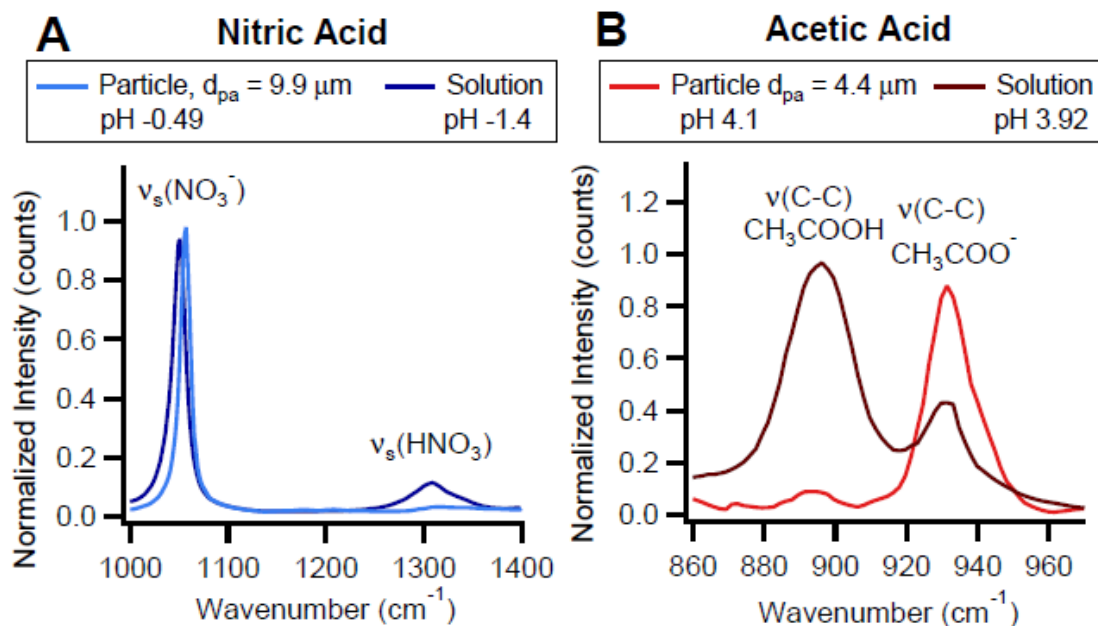 A Nitric Acid
Particle, dpa = 9.9 μm Solution
pH -0.49 pH -1.4
νs(NO3-)
νs(HNO3)
Normalized Intensity (counts)
1.0
0.8
0.6
0.4
0.2
0.0
1000 1100 1200 1300 1400
Wavenumber (cm-1)
B Acetic Acid
Particle dpa = 4.4 μm Solution
pH 4.1 pH 3.92
ν(C-C)
CH3COOH
ν(C-C)
CH3COO-
Normalized Intensity (counts)
1.2
1.0
0.8
0.6
0.4
0.2
0.0
860 880 900 920 940 960
Wavenumber (cm-1)